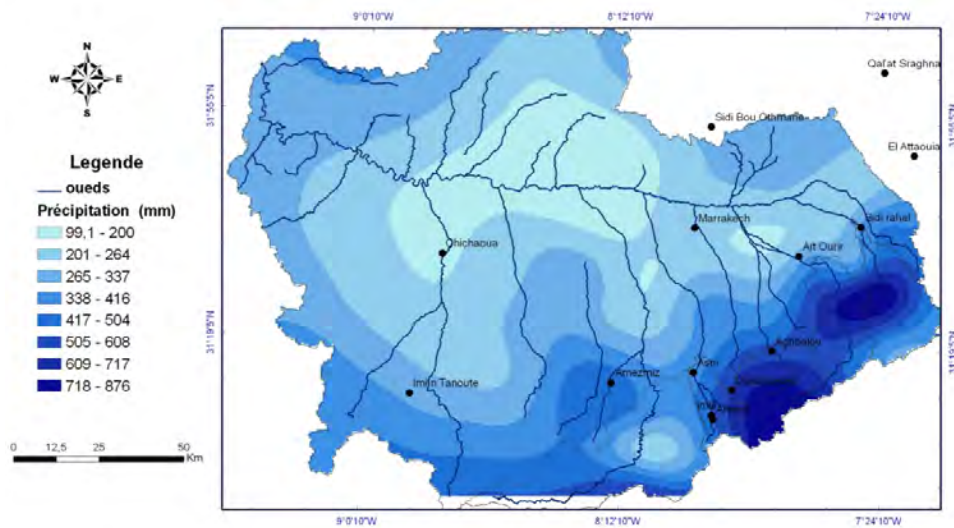 9°0'10"W 8°12'10"W 7°24'10"W
N
W E
S
Legende
oueds
Précipitation (mm)
99,1 - 200
201 - 264
265 - 337
338 - 416
417 - 504
505 - 608
609 - 717
718 - 876
0 12,5 25 50
Km
Qal'at Sraghna
Sidi Bou Othmane
El Attaouia
Marrakech
Sidi rahal
Chichaoua
Art Ourir
Aghbalou
Asni
Amezmiz
Imi n Tanoute
31°19'5"N
31°19'5"N
9°0'10"W 8°12'10"W 7°24'10"W